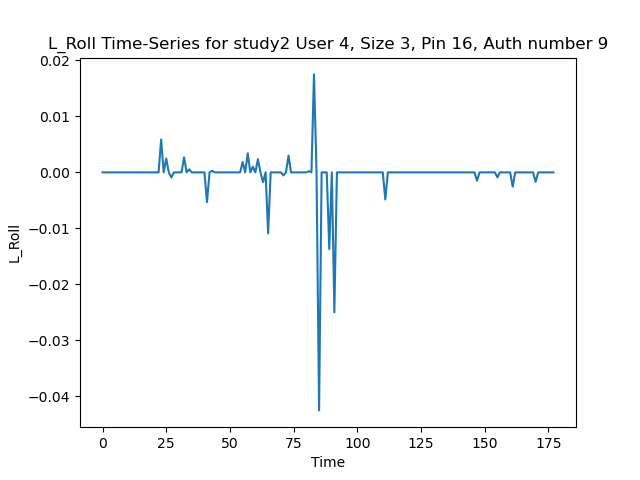 L_Roll Time-Series for study2 User 4, Size 3, Pin 16, Auth number 9
0.02
0.01
0.00
−0.01
−0.02
−0.03
−0.04
L_Roll
0 25 50 75 100 125 150 175
Time